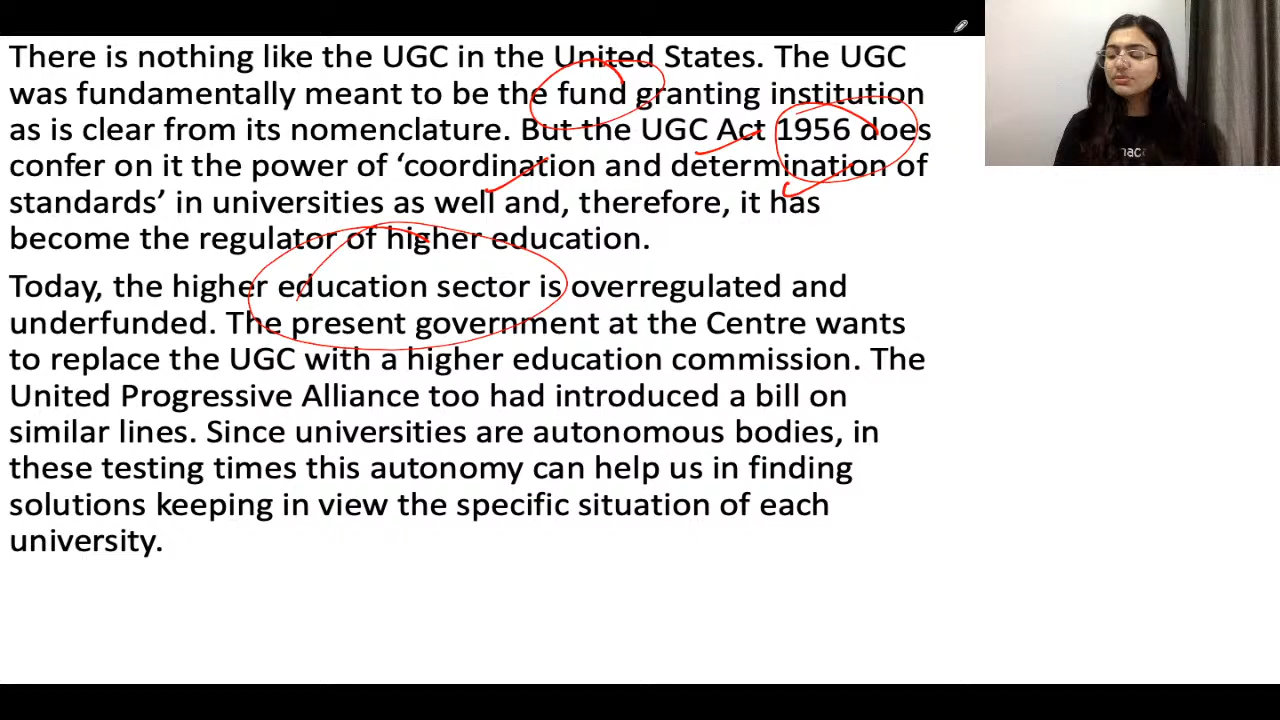 There is nothing like the UGC in the United States. The UGC
was fundamentally meant to be the fund granting institution
as is clear from its nomenclature. But the UGC Act 1956 does
confer on it the power of ‘coordination and determination of
standards’ in universities as well and, therefore, it has
become the regulator of higher education.
Today, the higher education sector is overregulated and
underfunded. The present government at the Centre wants
to replace the UGC with a higher education commission. The
United Progressive Alliance too had introduced a bill on
similar lines. Since universities are autonomous bodies, in
these testing times this autonomy can help us in finding
solutions keeping in view the specific situation of each
university.